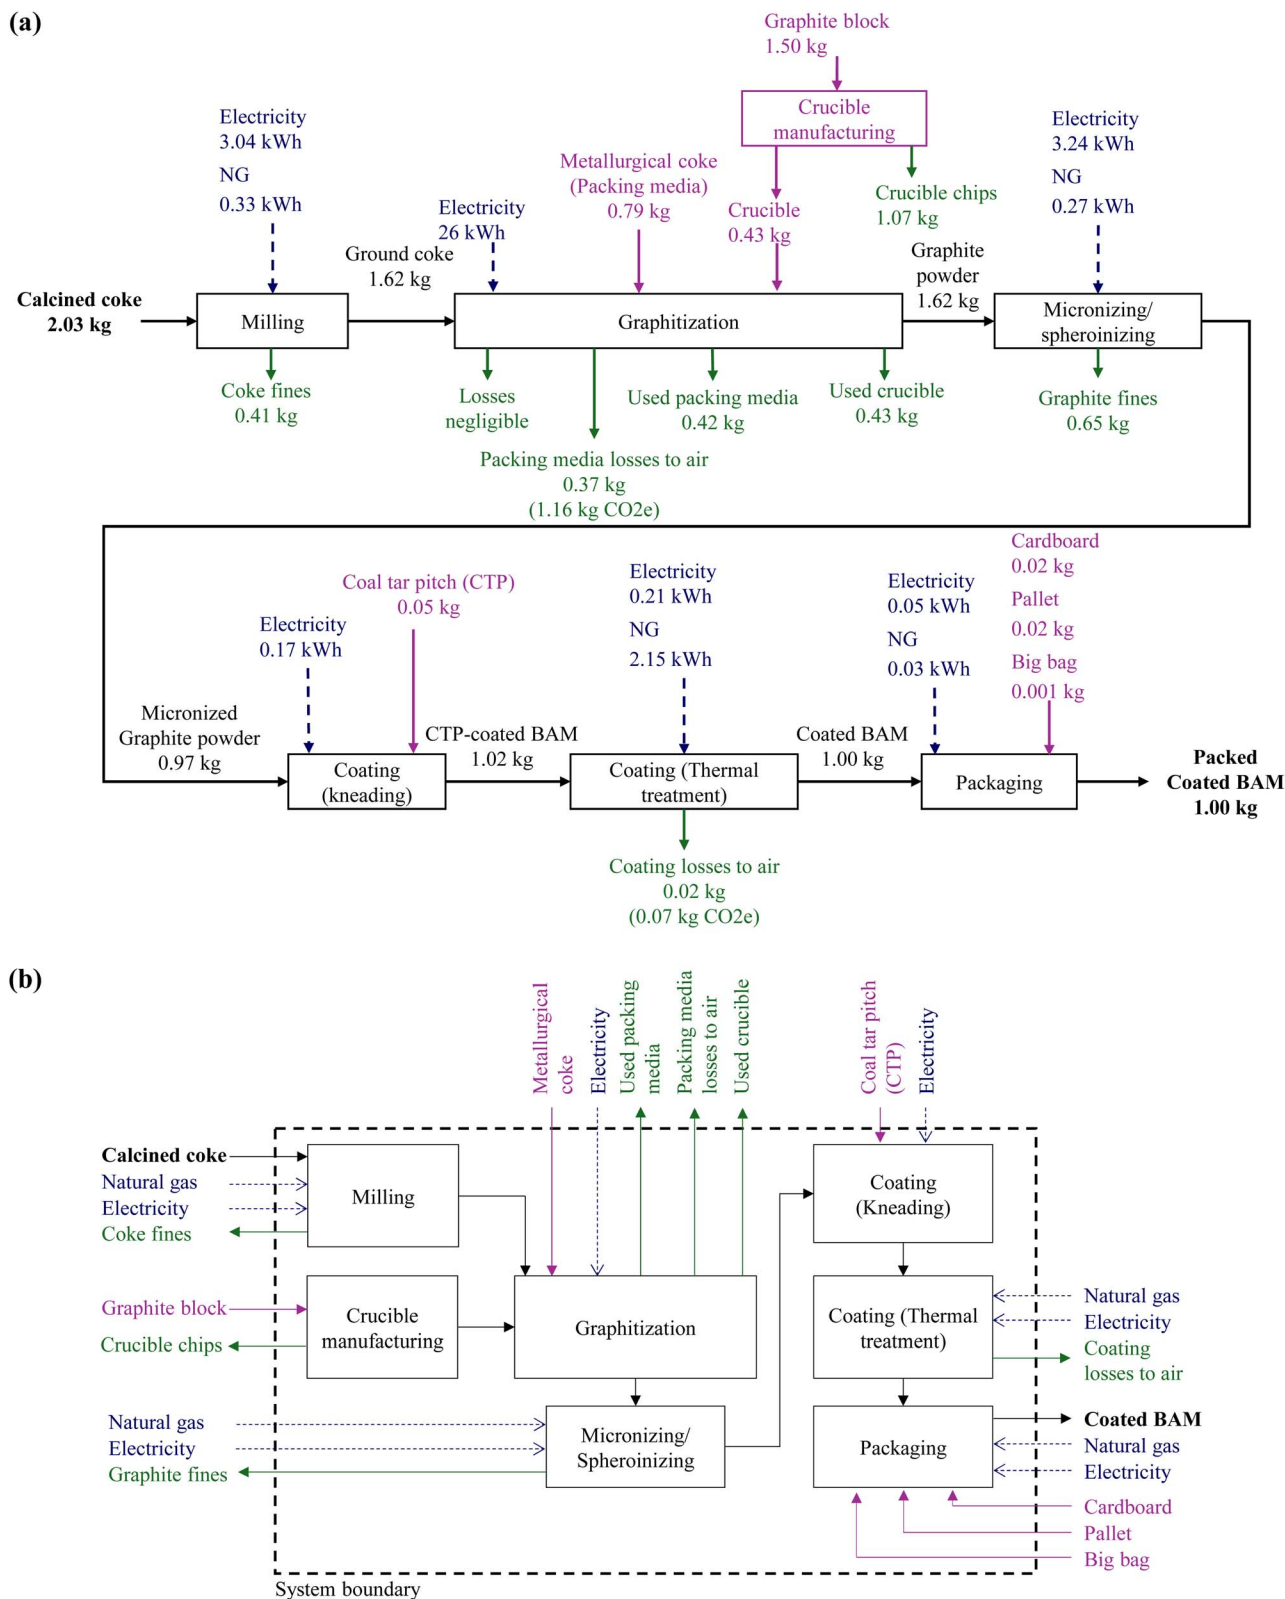 (a)
Graphite block
1.50 kg
Crucible
manufacturing
Electricity
3.04 kWh
NG
0.33 kWh
Electricity
26 kWh
Metallurgical coke
(Packing media)
0.79 kg
Crucible
0.43 kg
Crucible chips
1.07 kg
Electricity
3.24 kWh
NG
0.27 kWh
Calcined coke
2.03 kg
Milling
Ground coke
1.62 kg
Graphitization
Graphite
powder
1.62 kg
Micronizing/
spheroinizing
Coke fines
0.41 kg
Losses
negligible
Packing media losses to air
0.37 kg
(1.16 kg CO2e)
Used packing media
0.42 kg
Used crucible
0.43 kg
Graphite fines
0.65 kg
Micronized
Graphite powder
0.97 kg
Electricity
0.17 kWh
Coal tar pitch (CTP)
0.05 kg
Coating
(kneading)
CTP-coated BAM
1.02 kg
Electricity
0.21 kWh
NG
2.15 kWh
Coating (Thermal
treatment)
Coating losses to air
0.02 kg
(0.07 kg CO2e)
Coated BAM
1.00 kg
Electricity
0.05 kWh
NG
0.03 kWh
Cardboard
0.02 kg
Pallet
0.02 kg
Big bag
0.001 kg
Packaging
Packed
Coated BAM
1.00 kg
(b)
Metallurgical
coke
Electricity
Used packing
media
Packing media
losses to air
Used crucible
Coal tar pitch
(CTP)
Electricity
Calcined coke
Natural gas
Electricity
Coke fines
Milling
Graphite block
Crucible chips
Crucible
manufacturing
Graphitization
Natural gas
Electricity
Graphite fines
Micronizing/
Spheroinizing
Coating
(Kneading)
Coating (Thermal
treatment)
Natural gas
Electricity
Coating
losses to air
Packaging
Coated BAM
Natural gas
Electricity
Cardboard
Pallet
Big bag
System boundary